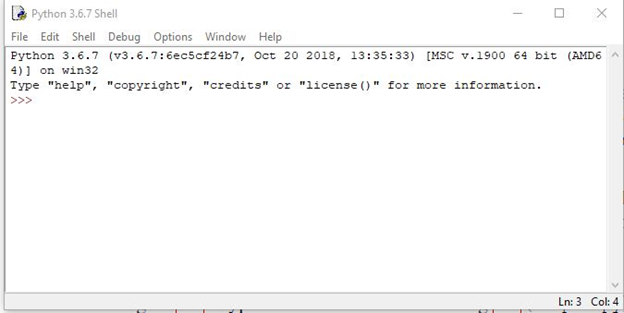 Python 3.6.7 Shell
File Edit Shell Debug Options Window Help
Python 3.6.7 (v3.6.7:6ec5cf24b7, Oct 20 2018, 13:35:33) [MSC v.1900 64 bit (AMD6
4)] on win32
Type "help", "copyright", "credits" or "license()" for more information.
>>>
Ln: 3 Col: 4